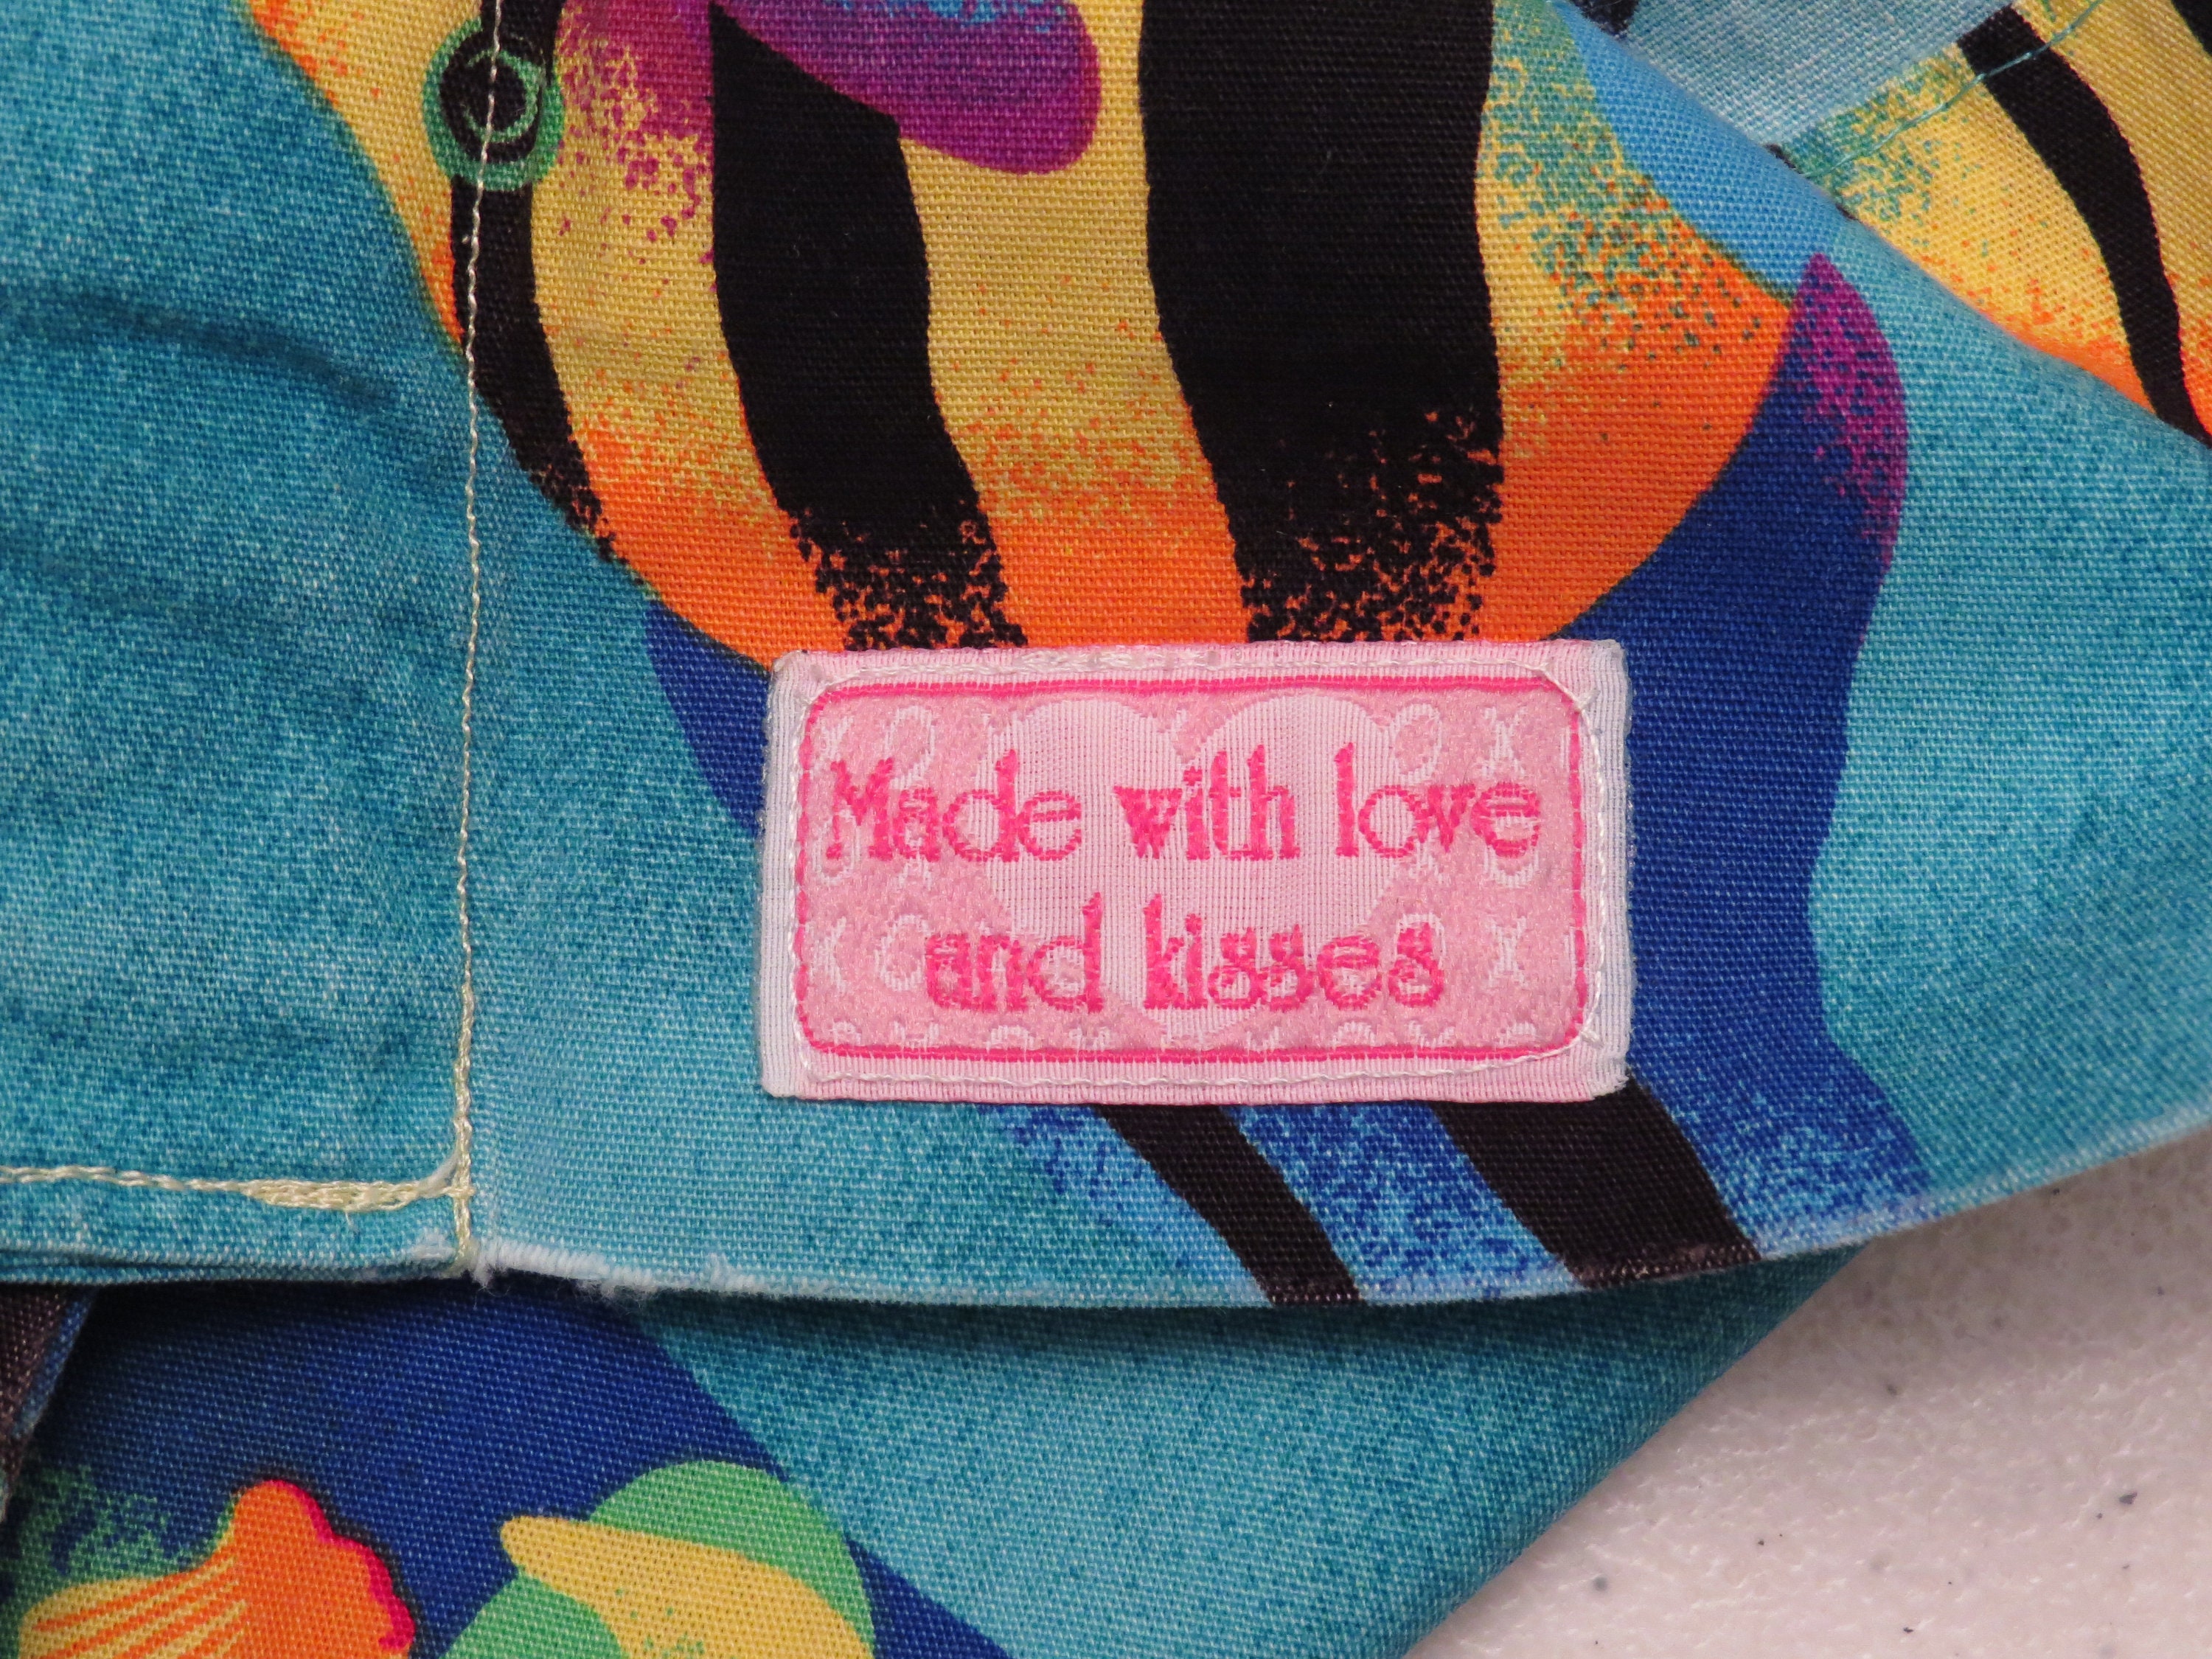 Made with love
and kisses